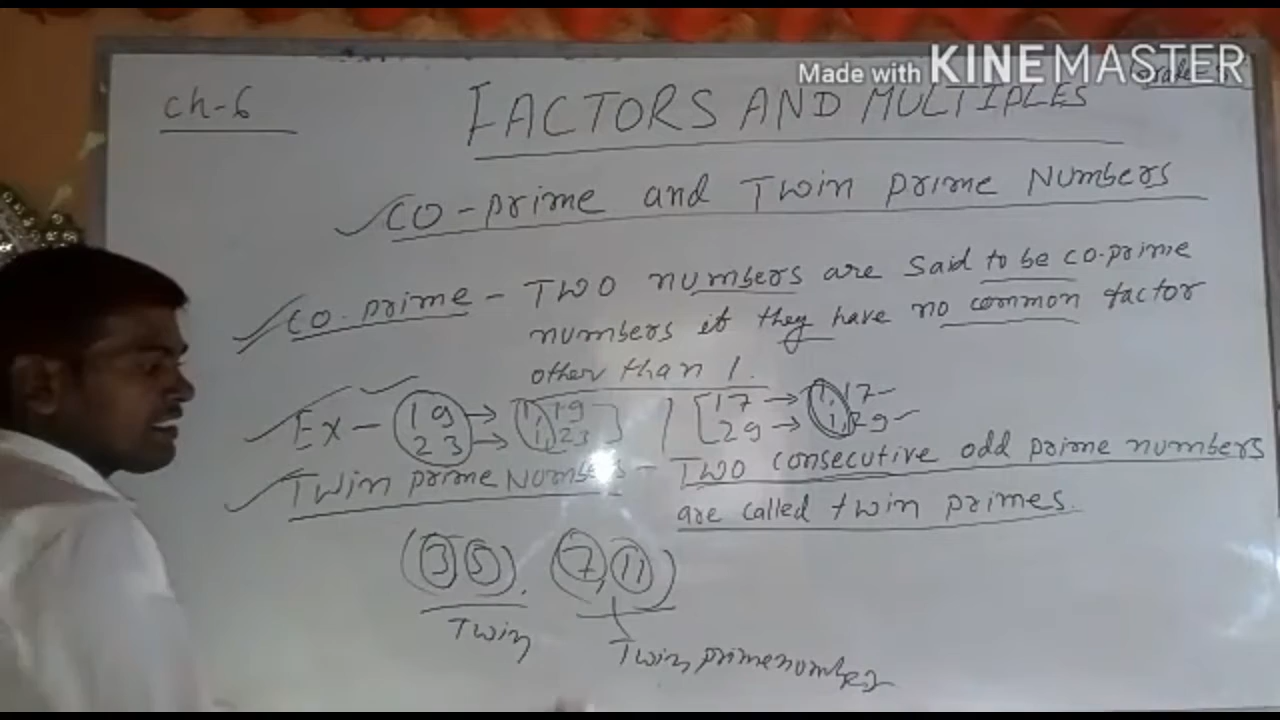 Made with KINEMASTER
Ch-6
FACTORS AND MULTIPLES
CO-prime and Twin prime Numbers
CO-prime - TWO numbers are said to be co-prime
numbers if they have no common factor
other than 1.
Ex - 19 → 1, 19 | 17 → 1, 17
23 → 1, 23 29 → 1, 29
Twin prime Numbers - TWO consecutive odd prime numbers
are called twin primes.
(3 5), (7, 11)
Twin
Twin prime number